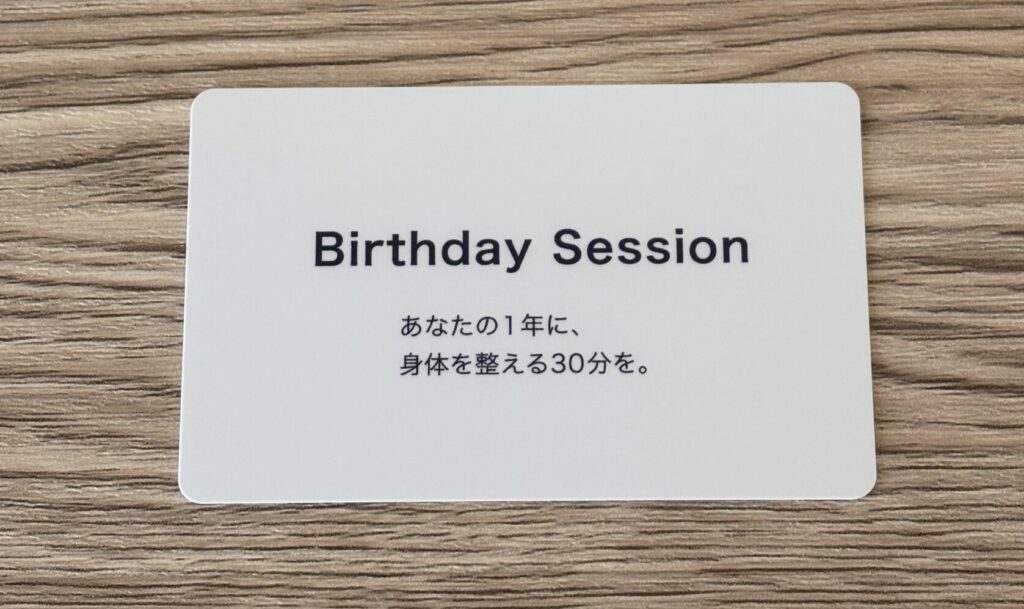 Birthday Session
あなたの1年に、
身体を整える30分を。